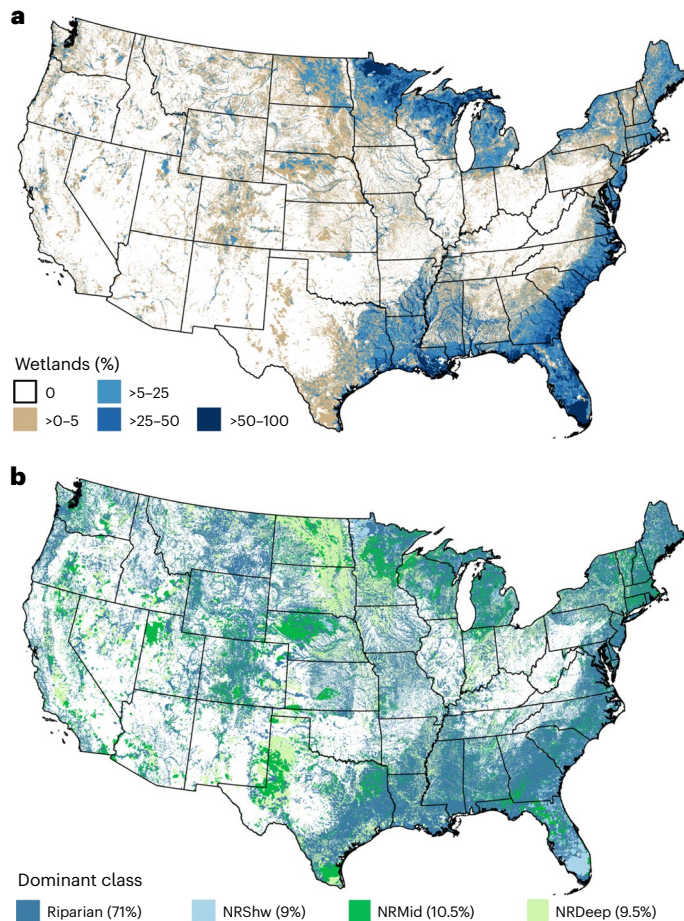 a
Wetlands (%)
0
>5–25
>0–5
>25–50
>50–100
b
Dominant class
Riparian (71%)
NRShw (9%)
NRMid (10.5%)
NRDeep (9.5%)